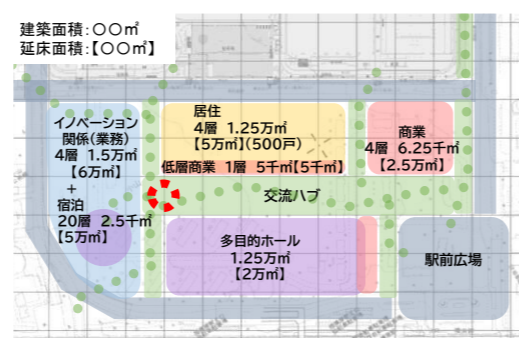 建築面積：〇〇㎡
延床面積：【〇〇㎡】
イノベーション
関係（業務）
4層 1.5万㎡
【6万㎡】
＋
宿泊
20層 2.5千㎡
【5万㎡】
居住
4層 1.25万㎡
【5万㎡】（500戸）
低層商業 1層 5千㎡【5千㎡】
商業
4層 6.25千㎡
【2.5万㎡】
交流ハブ
多目的ホール
1.25万㎡
【2万㎡】
駅前広場